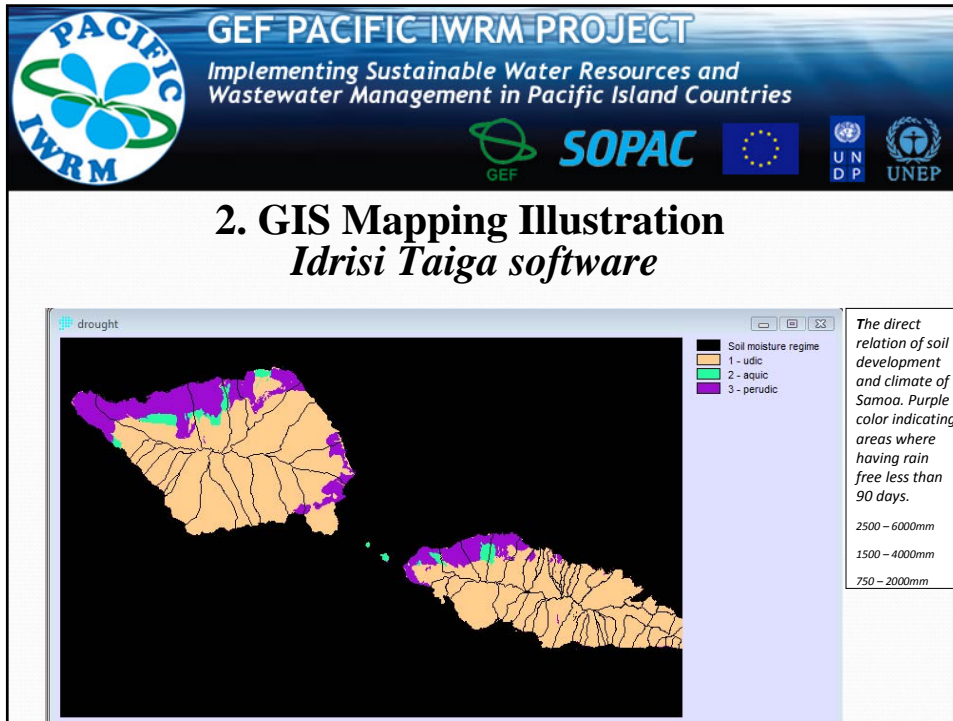 PACIFIC
IWRM
GEF PACIFIC IWRM PROJECT
Implementing Sustainable Water Resources and
Wastewater Management in Pacific Island Countries
GEF
SOPAC
U N
D P
UNEP
2. GIS Mapping Illustration
Idrisi Taiga software
drought
Soil moisture regime
1 - udic
2 - aquic
3 - perudic
The direct
relation of soil
development
and climate of
Samoa. Purple
color indicating
areas where
having rain
free less than
90 days.
2500 – 6000mm
1500 – 4000mm
750 – 2000mm